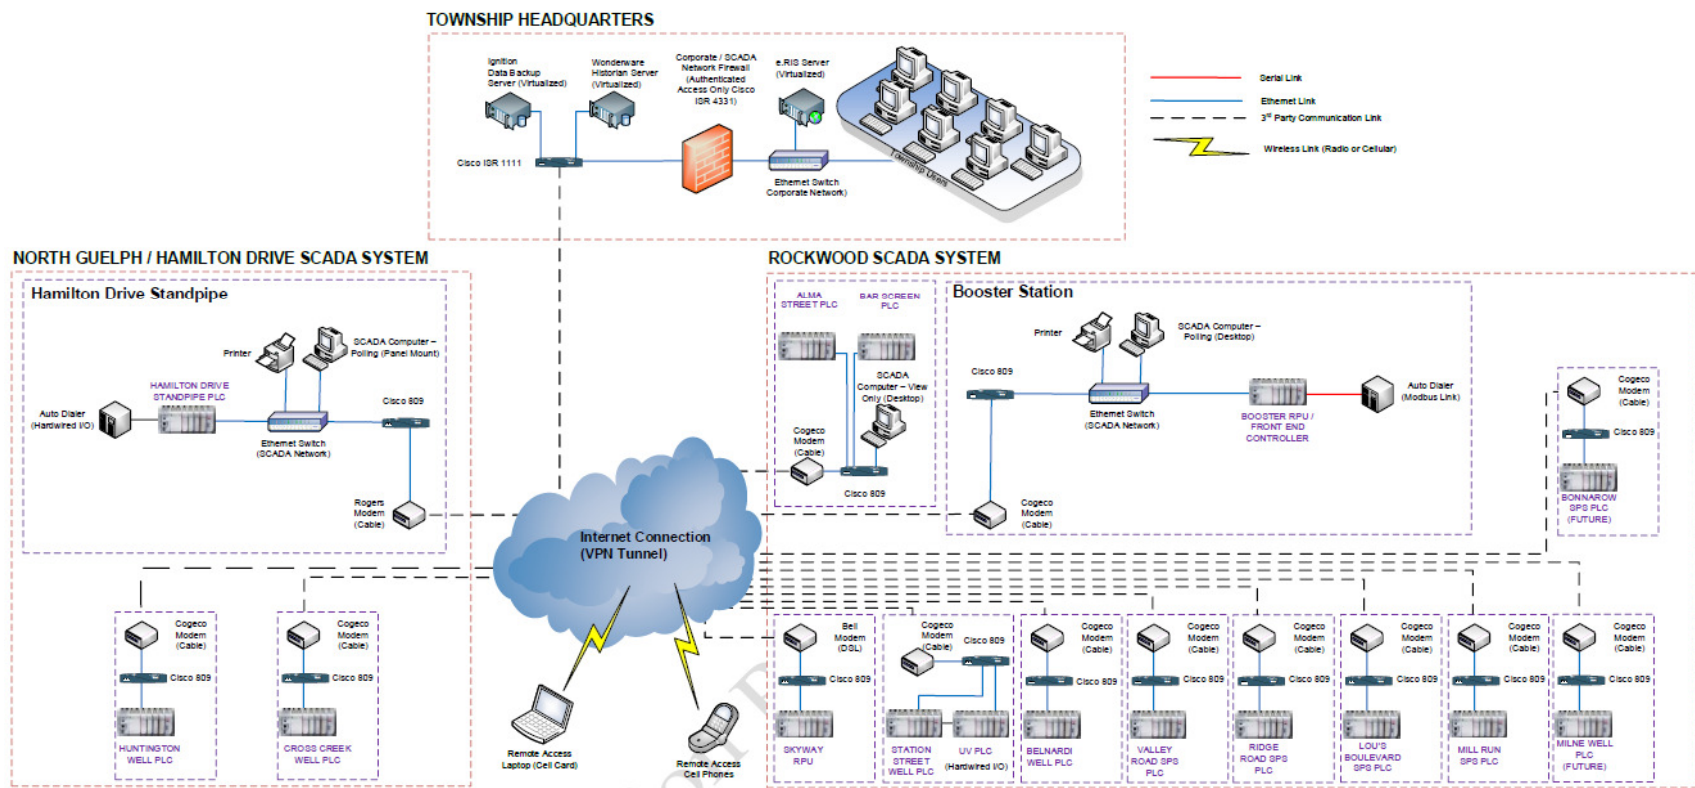 TOWNSHIP HEADQUARTERS
Ignition
Data Backup
Server (Virtualized)
Wonderware
Historian Server
(Virtualized)
Corporate / SCADA
Network Firewall
(Authenticated
Access Only Cisco
ISR 4331)
e.RIS Server
(Virtualized)
Cisco ISR 1111
Ethernet Switch
Corporate Network)
Township Users
Serial Link
Ethernet Link
3rd Party Communication Link
Wireless Link (Radio or Cellular)
NORTH GUELPH / HAMILTON DRIVE SCADA SYSTEM
Hamilton Drive Standpipe
Printer
SCADA Computer –
Polling (Panel Mount)
HAMILTON DRIVE
STANDPIPE PLC
Cisco 809
Auto Dialer
(Hardwired I/O)
Ethernet Switch
(SCADA Network)
Rogers
Modem
(Cable)
Cogeco
Modem
(Cable)
Cisco 809
HUNTINGTON
WELL PLC
Cogeco
Modem
(Cable)
Cisco 809
CROSS CREEK
WELL PLC
Internet Connection
(VPN Tunnel)
Remote Access
Laptop (Cell Card)
Remote Access
Cell Phones
ROCKWOOD SCADA SYSTEM
ALMA
STREET PLC
BAR SCREEN
PLC
SCADA
Computer – View
Only (Desktop)
Cogeco
Modem
(Cable)
Cisco 809
Booster Station
Printer
SCADA Computer –
Polling (Desktop)
Cisco 809
Ethernet Switch
(SCADA Network)
BOOSTER RPU /
FRONT END
CONTROLLER
Auto Dialer
(Modbus Link)
Cogeco
Modem
(Cable)
Cogeco
Modem
(Cable)
Cisco 809
BONNAROW
SPS PLC
(FUTURE)
Bell
Modem
(DSL)
Cisco 809
SKYWAY
RPU
Cogeco
Modem
(Cable)
Cisco 809
STATION
STREET
WELL PLC
UV PLC
(Hardwired I/O)
Cogeco
Modem
(Cable)
Cisco 809
BELNARDI
WELL PLC
Cogeco
Modem
(Cable)
Cisco 809
VALLEY
ROAD SPS
PLC
Cogeco
Modem
(Cable)
Cisco 809
RIDGE
ROAD SPS
PLC
Cogeco
Modem
(Cable)
Cisco 809
LOU'S
BOULEVARD
SPS PLC
Cogeco
Modem
(Cable)
Cisco 809
MILL RUN
SPS PLC
Cogeco
Modem
(Cable)
Cisco 809
MILNE WELL
PLC
(FUTURE)